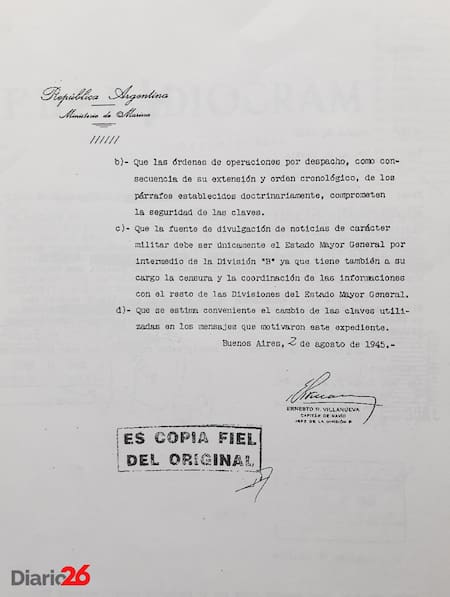 República Argentina
Ministerio de Marina
//////
b)- Que las órdenes de operaciones por despacho, como con-
secuencia de su extensión y orden cronológico, de los
párrafos establecidos doctrinariamente, comprometen
la seguridad de las claves.
c)- Que la fuente de divulgación de noticias de carácter
militar debe ser únicamente el Estado Mayor General por
intermedio de la División "B" ya que tiene también a su
cargo la censura y la coordinación de las informaciones
con el resto de las Divisiones del Estado Mayor General.
d)- Que se estima conveniente el cambio de las claves utili-
zadas en los mensajes que motivaron este expediente.
Buenos Aires, 2 de agosto de 1945.-
ERNESTO R. VILLANUEVA
CAPITÁN DE NAVÍO
JEFE DE LA DIVISIÓN
ES COPIA FIEL
DEL ORIGINAL
Diario26